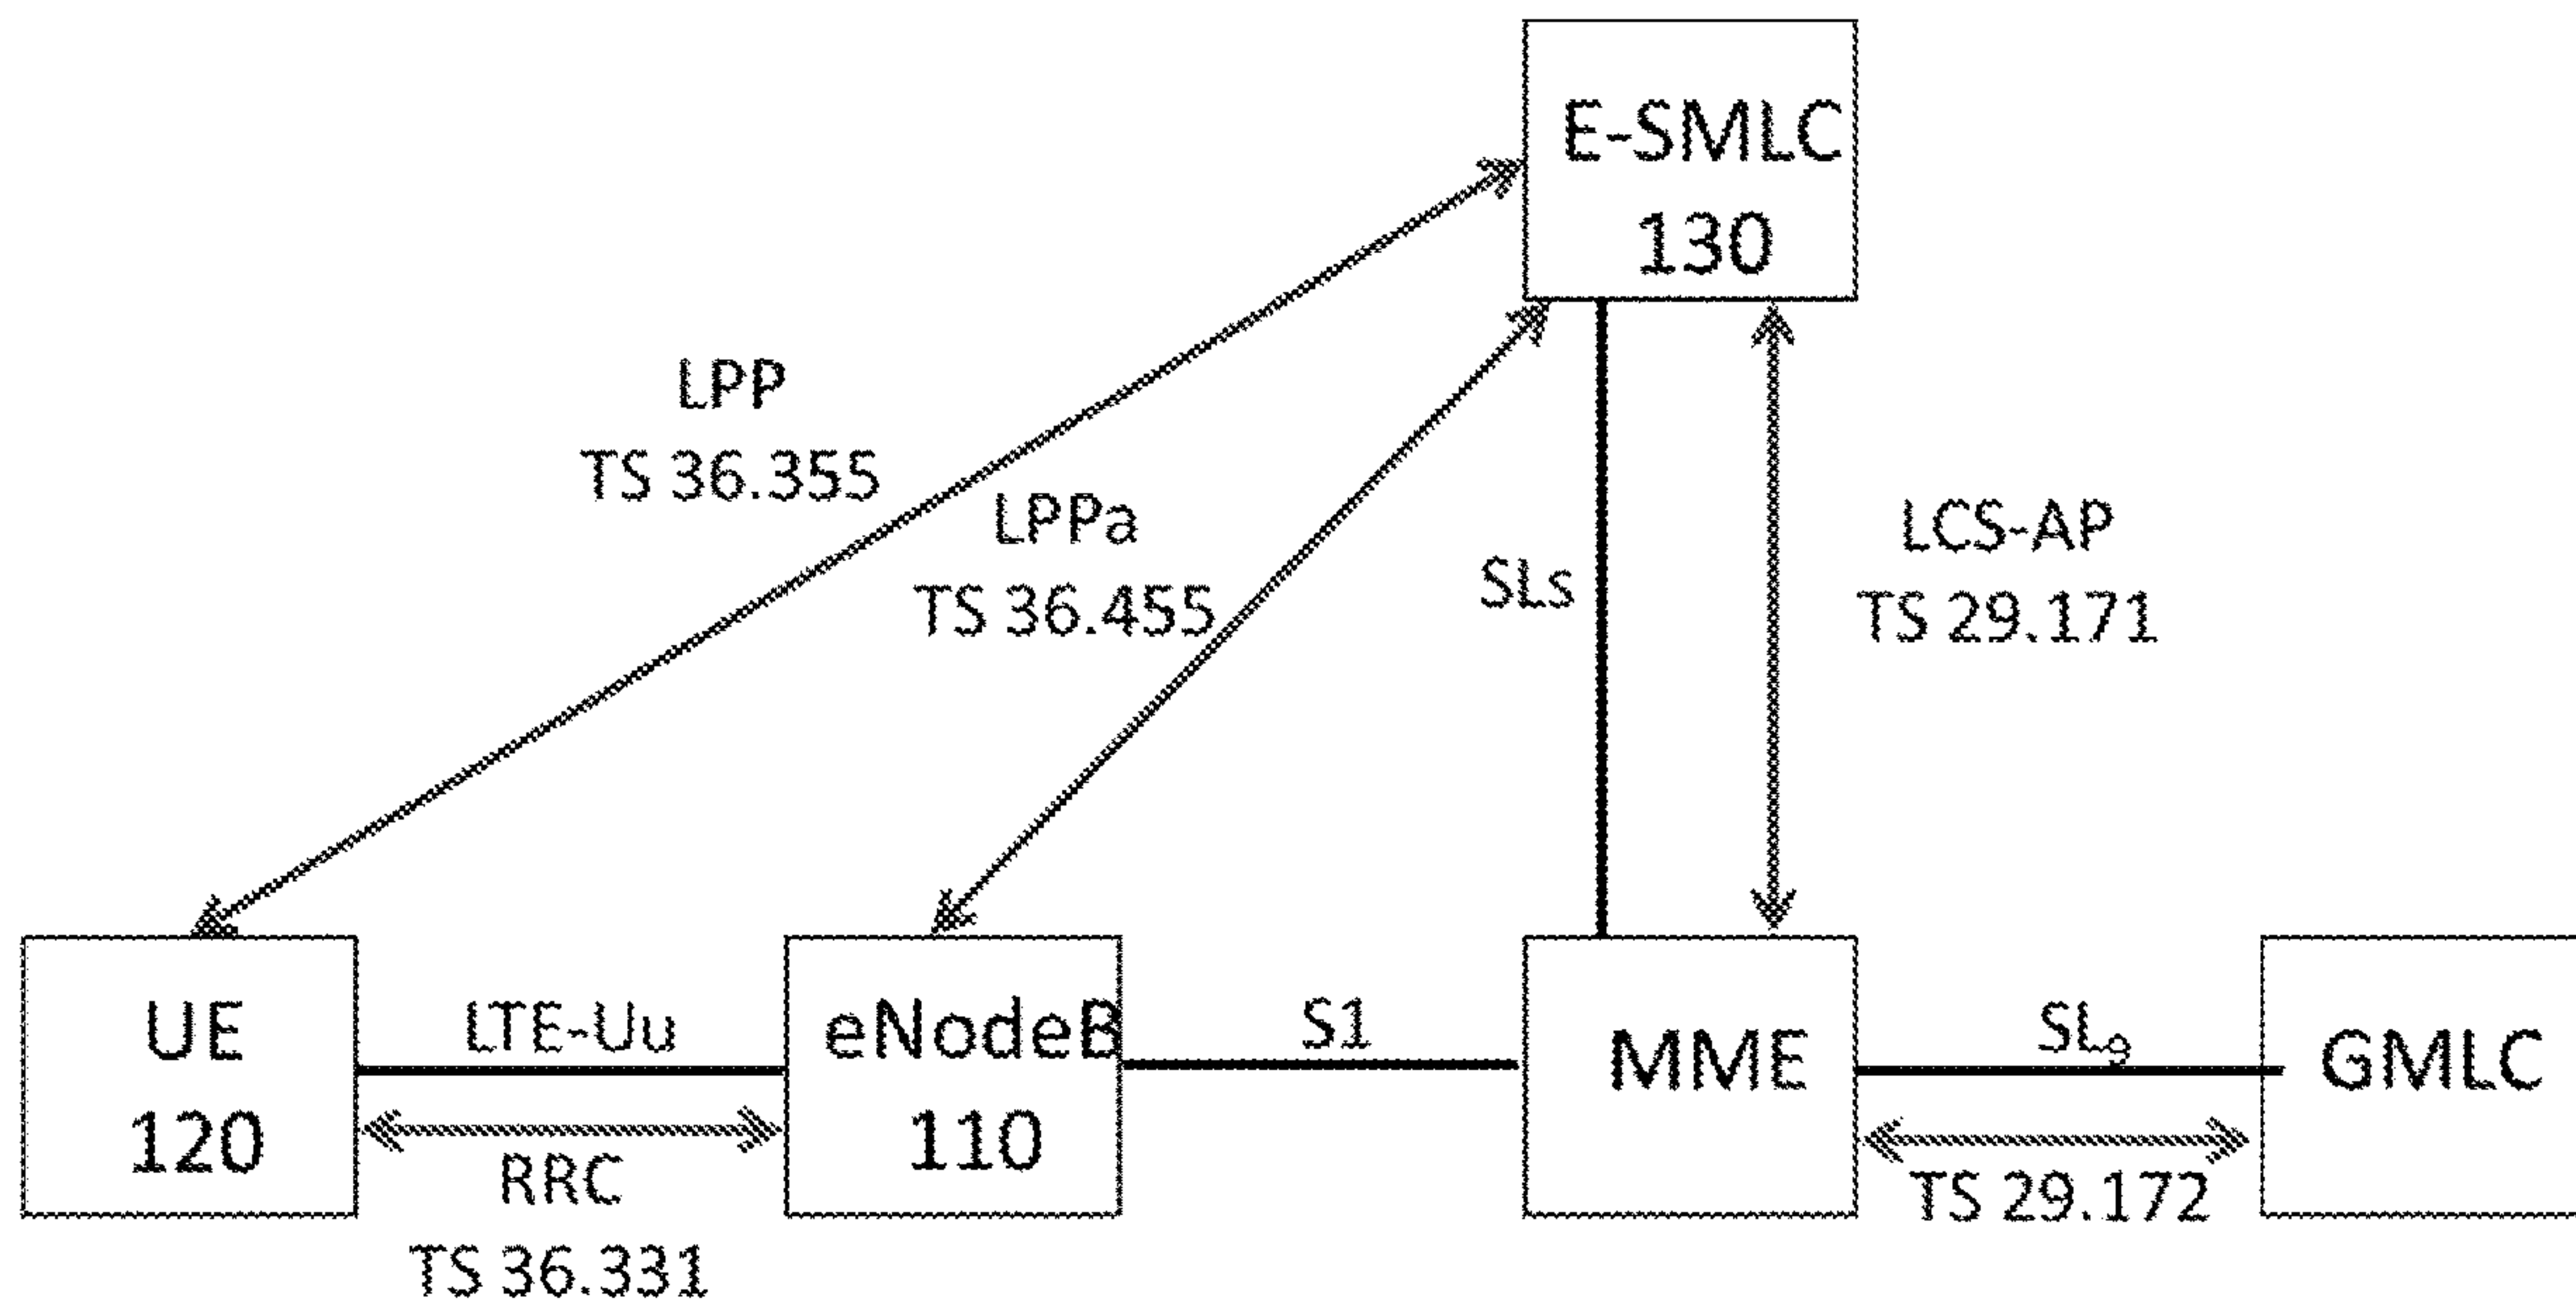 E-SMLC
130
LPP
TS 36.355
LPPa
TS 36.455
SLs
LCS-AP
TS 29.171
UE
120
LTE-Uu
RRC
TS 36.331
eNodeB
110
S1
MME
SLg
TS 29.172
GMLC